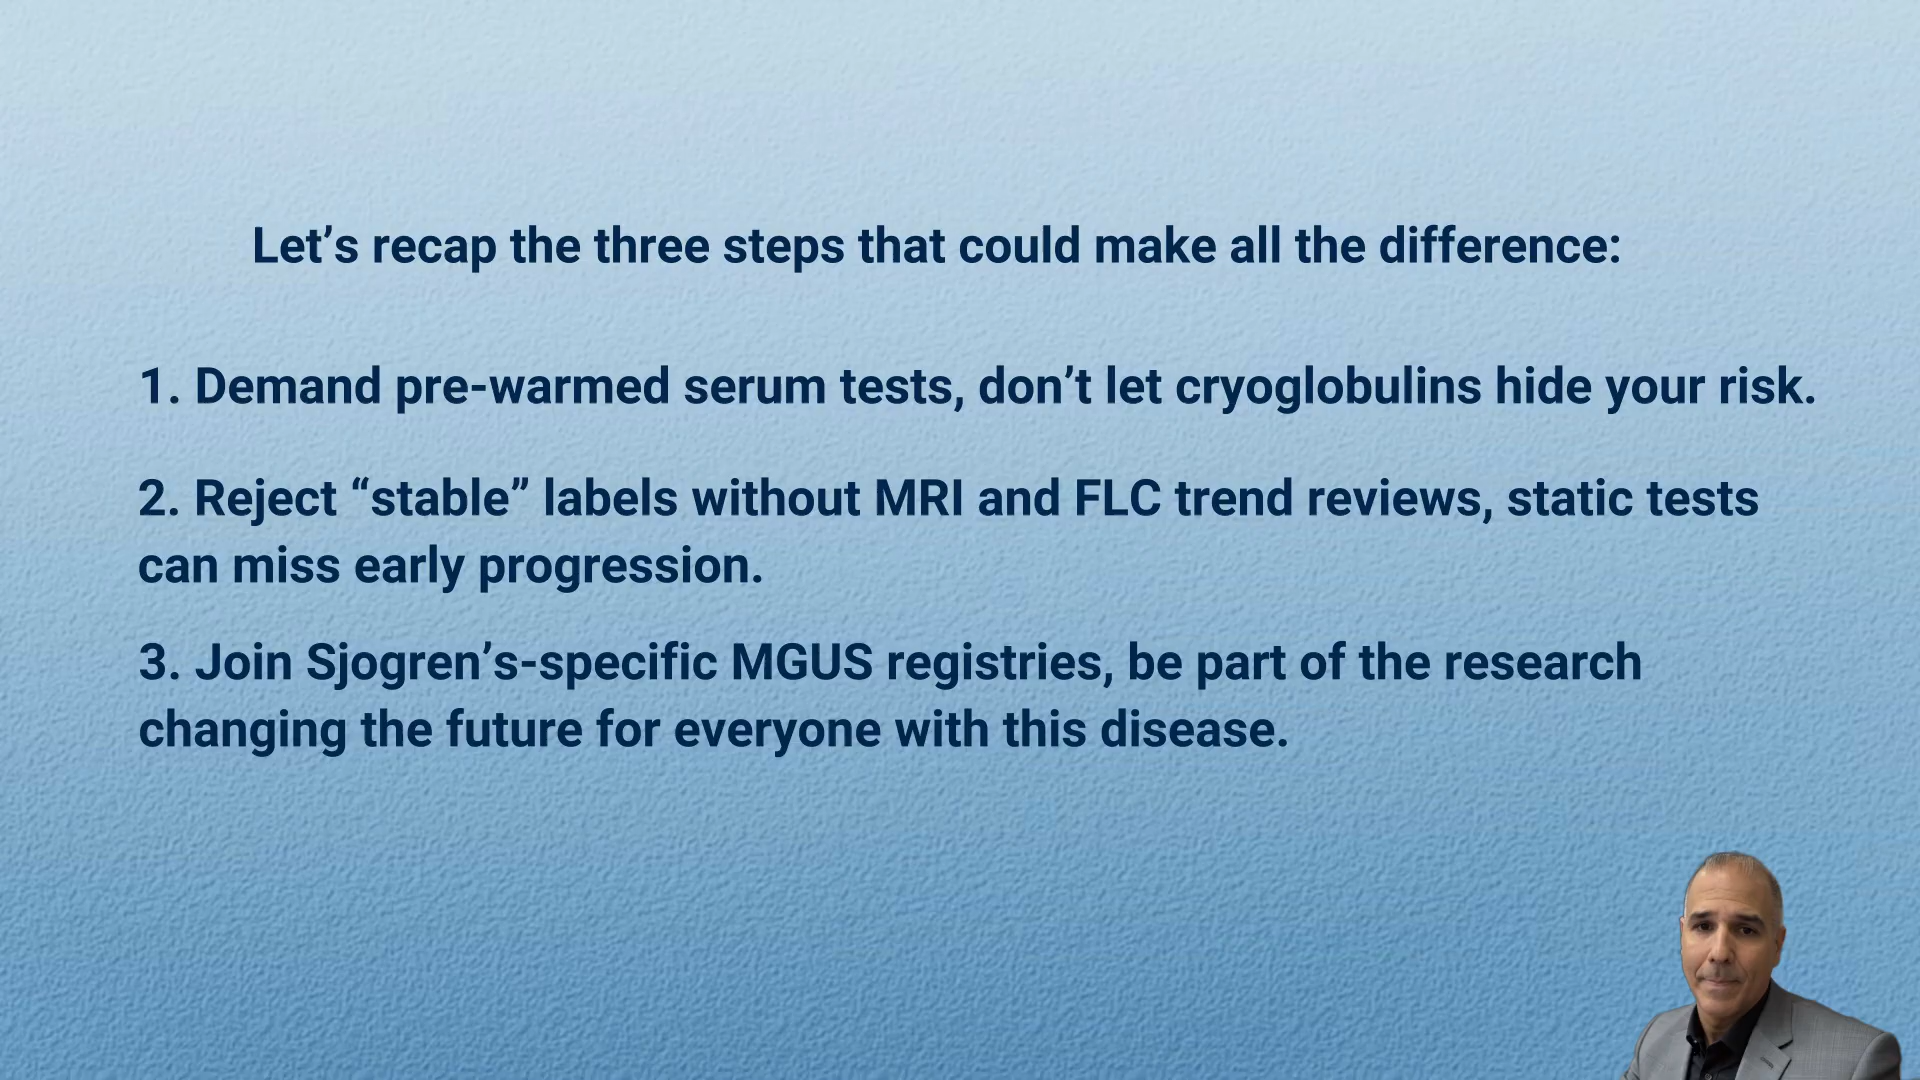 Let’s recap the three steps that could make all the difference:
1. Demand pre-warmed serum tests, don’t let cryoglobulins hide your risk.
2. Reject “stable” labels without MRI and FLC trend reviews, static tests
can miss early progression.
3. Join Sjogren’s-specific MGUS registries, be part of the research
changing the future for everyone with this disease.